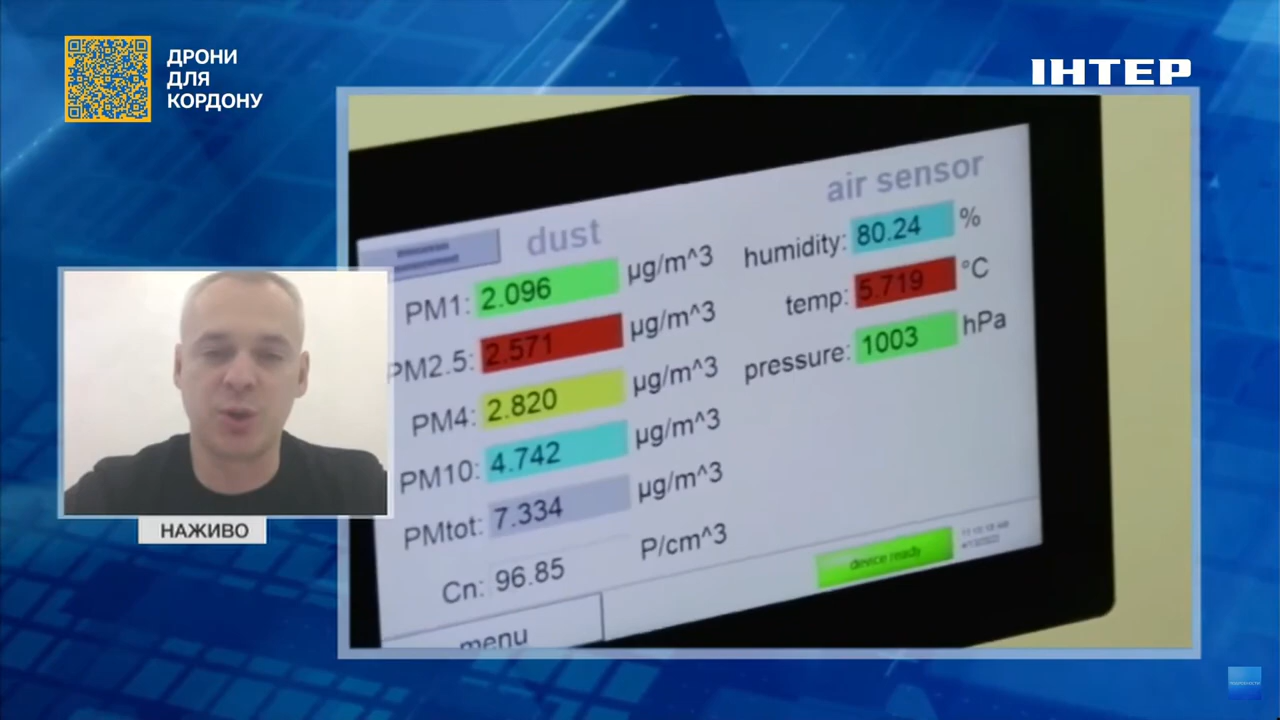 ДРОНИ
ДЛЯ
КОРДОНУ
ІНТЕР
dust
air sensor
PM1: 2.096 µg/m^3
humidity: 80.24 %
PM2.5: 2.571 µg/m^3
temp: 5.719 °C
PM4: 2.820 µg/m^3
pressure: 1003 hPa
PM10: 4.742 µg/m^3
PMtot: 7.334 µg/m^3
Cn: 96.85 P/cm^3
device ready
menu
НАЖИВО